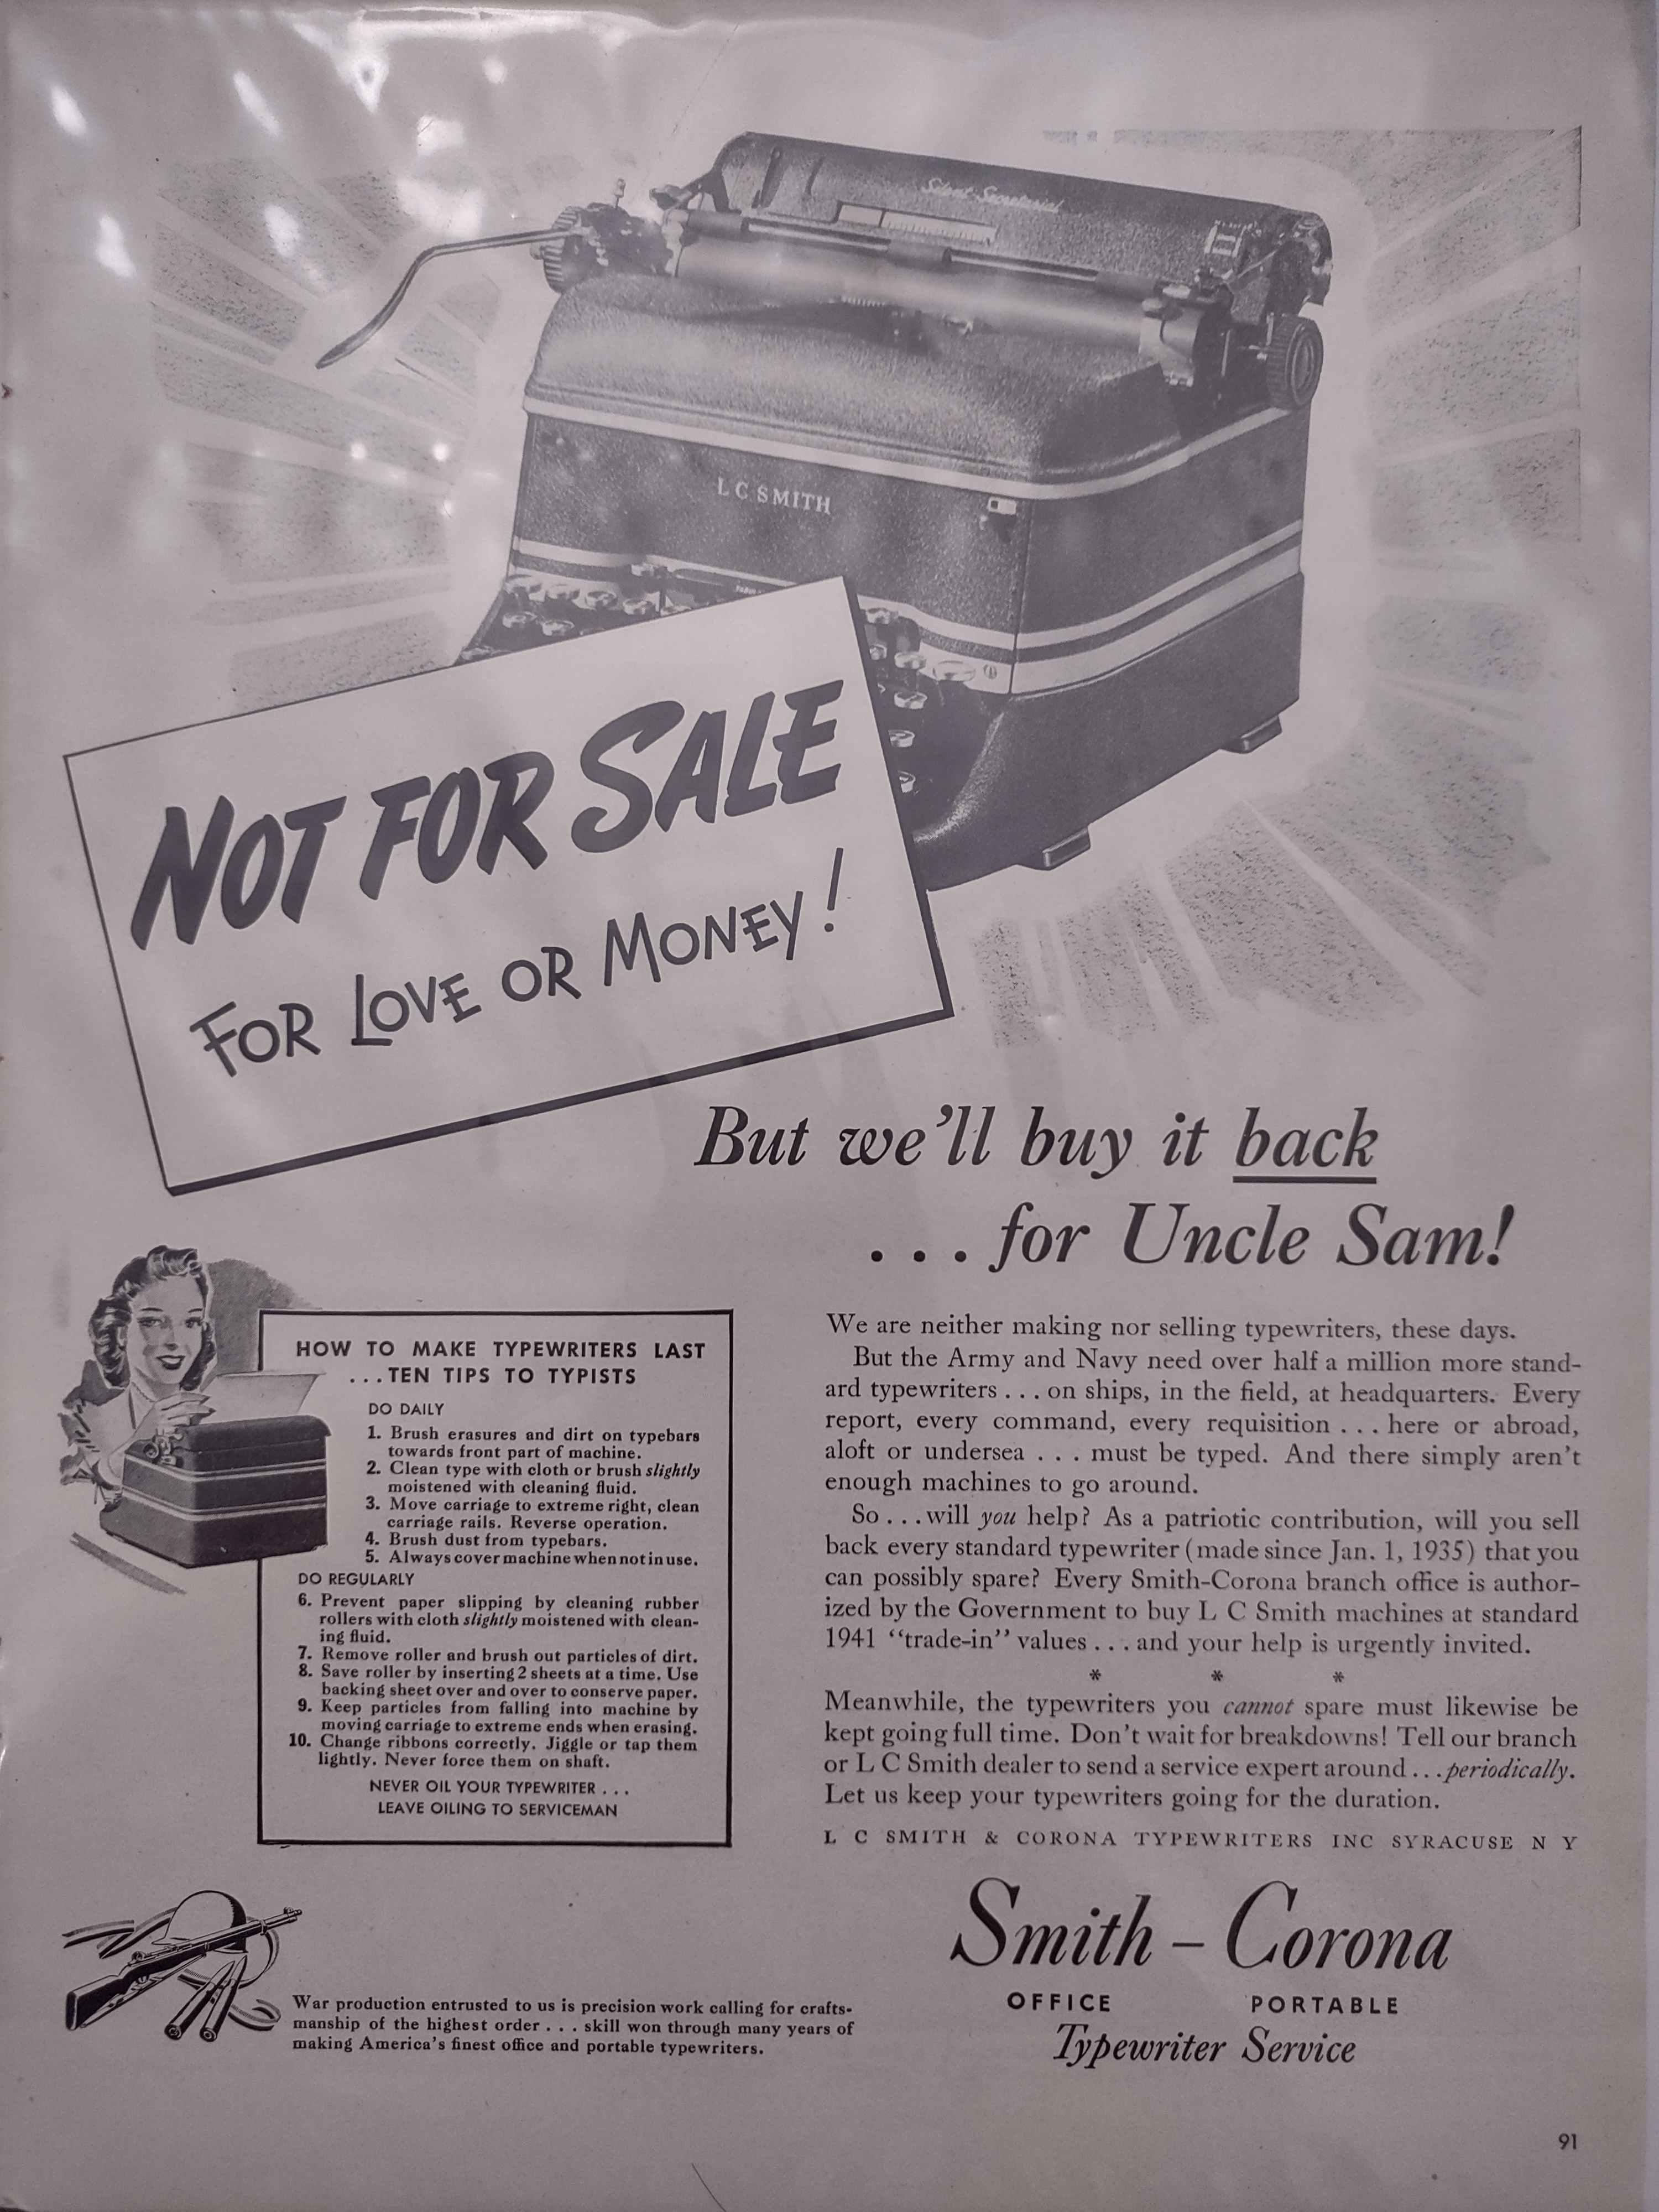 Silent-Secretarial
L C SMITH
NOT FOR SALE
FOR LOVE OR MONEY!
But we'll buy it back
...for Uncle Sam!
HOW TO MAKE TYPEWRITERS LAST
...TEN TIPS TO TYPISTS
DO DAILY
1. Brush erasures and dirt on typebars
towards front part of machine.
2. Clean type with cloth or brush slightly
moistened with cleaning fluid.
3. Move carriage to extreme right, clean
carriage rails. Reverse operation.
4. Brush dust from typebars.
5. Always cover machine when not in use.
DO REGULARLY
6. Prevent paper slipping by cleaning rubber
rollers with cloth slightly moistened with clean-
ing fluid.
7. Remove roller and brush out particles of dirt.
8. Save roller by inserting 2 sheets at a time. Use
backing sheet over and over to conserve paper.
9. Keep particles from falling into machine by
moving carriage to extreme ends when erasing.
10. Change ribbons correctly. Jiggle or tap them
lightly. Never force them on shaft.
NEVER OIL YOUR TYPEWRITER...
LEAVE OILING TO SERVICEMAN
We are neither making nor selling typewriters, these days.
But the Army and Navy need over half a million more stand-
ard typewriters...on ships, in the field, at headquarters. Every
report, every command, every requisition...here or abroad,
aloft or undersea...must be typed. And there simply aren't
enough machines to go around.
So...will you help? As a patriotic contribution, will you sell
back every standard typewriter (made since Jan. 1, 1935) that you
can possibly spare? Every Smith-Corona branch office is author-
ized by the Government to buy L C Smith machines at standard
1941 "trade-in" values...and your help is urgently invited.
* * *
Meanwhile, the typewriters you cannot spare must likewise be
kept going full time. Don't wait for breakdowns! Tell our branch
or L C Smith dealer to send a service expert around...periodically.
Let us keep your typewriters going for the duration.
L C SMITH & CORONA TYPEWRITERS INC SYRACUSE N Y
War production entrusted to us is precision work calling for crafts-
manship of the highest order...skill won through many years of
making America's finest office and portable typewriters.
Smith-Corona
OFFICE PORTABLE
Typewriter Service
91